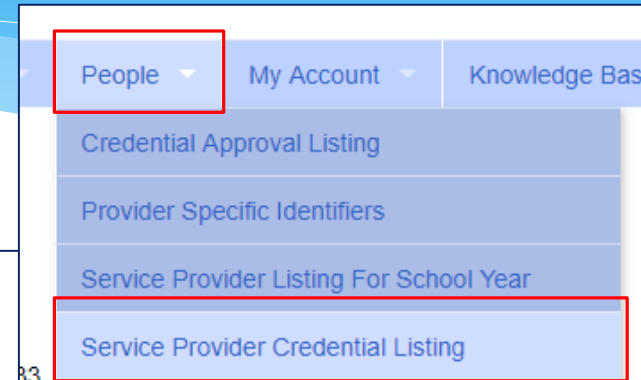 People My Account Knowledge Bas
Credential Approval Listing
Provider Specific Identifiers
Service Provider Listing For School Year
Service Provider Credential Listing
33